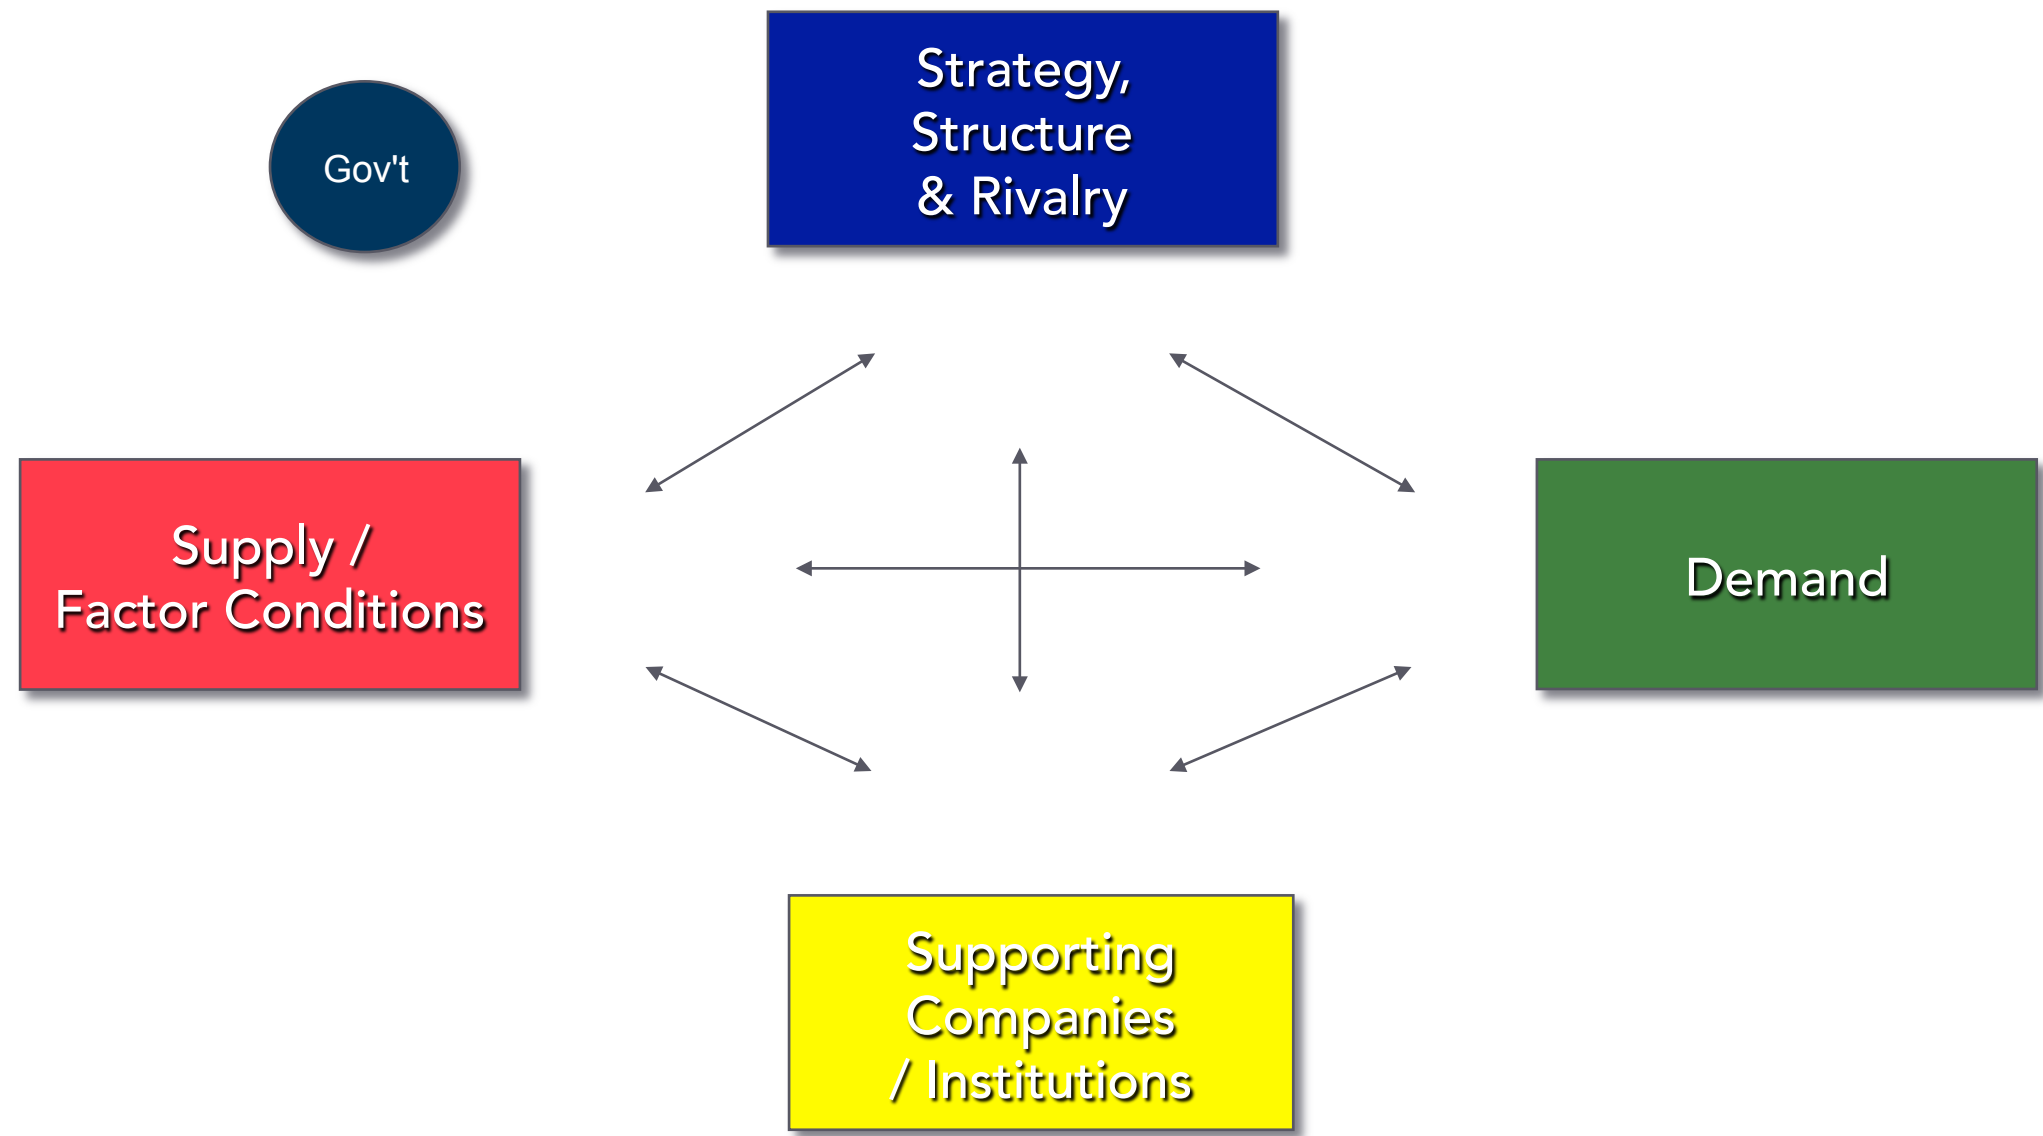 Strategy,
Structure
& Rivalry
Gov't
Supply /
Factor Conditions
Demand
Supporting
Companies
/ Institutions